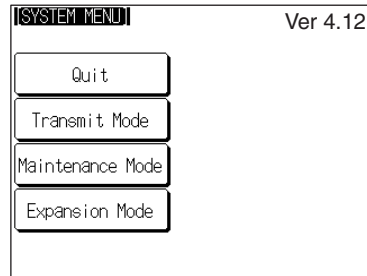 SYSTEM MENU
Ver 4.12
Quit
Transmit Mode
Maintenance Mode
Expansion Mode